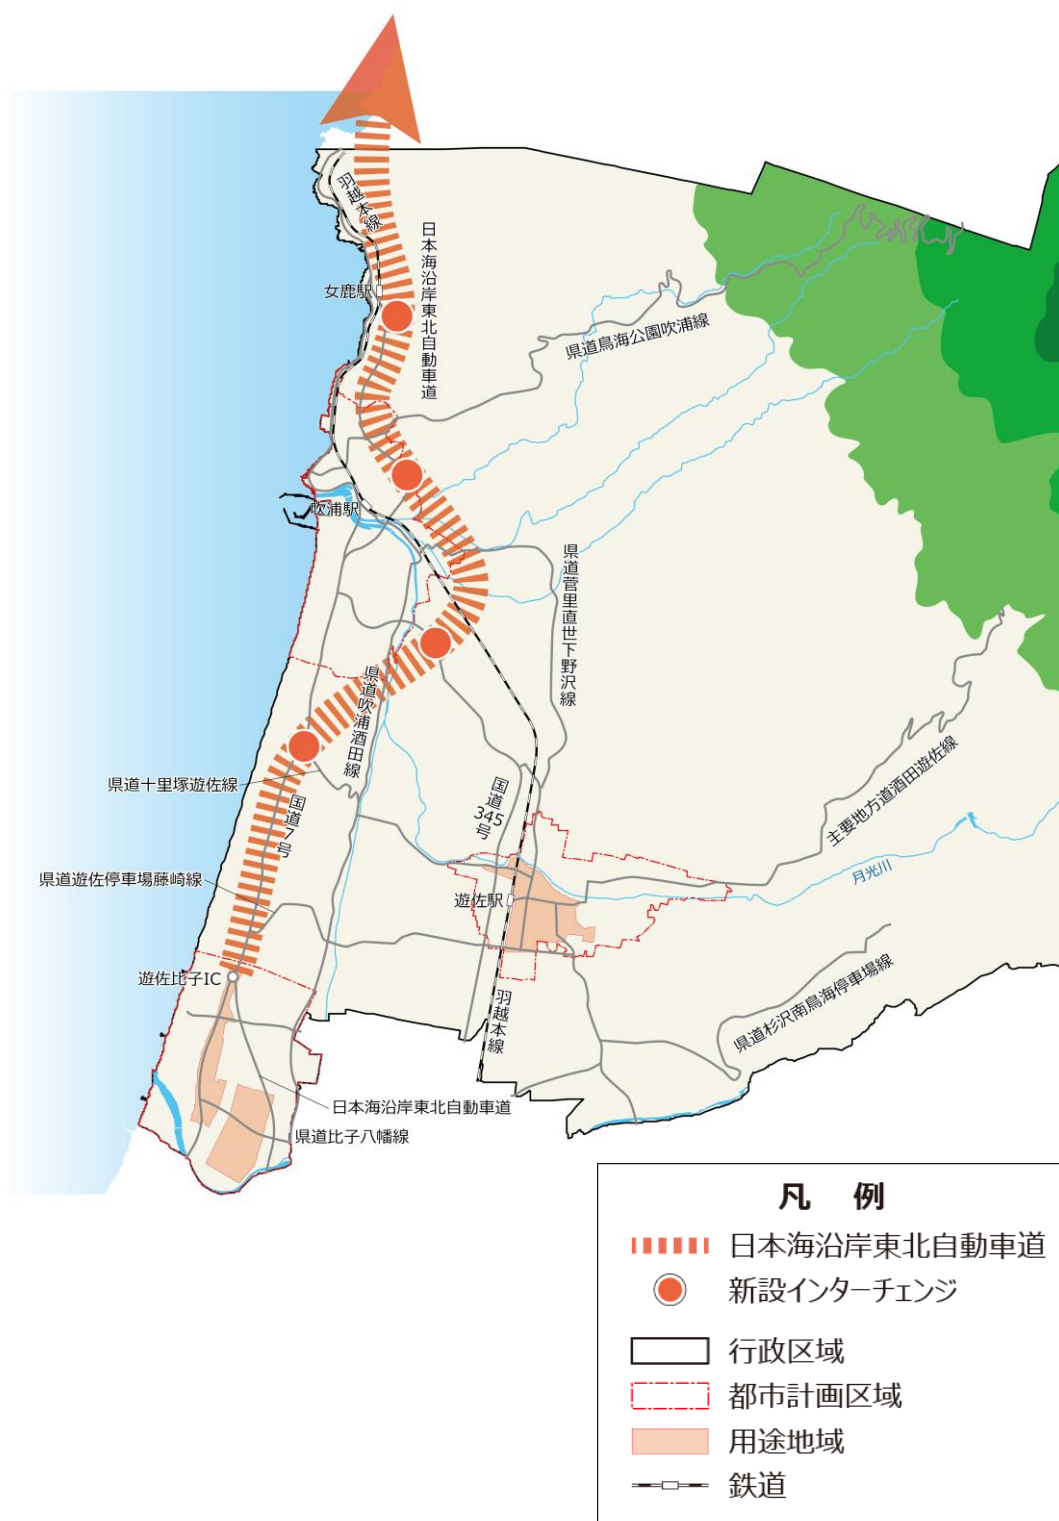 羽越本線
日本海沿岸東北自動車道
女鹿駅
県道鳥海公園吹浦線
吹浦駅
県道菅里直世下野沢線
県道吹浦酒田線
県道十里塚遊佐線
国道7号
国道345号
主要地方道酒田遊佐線
月光川
県道遊佐停車場藤崎線
遊佐駅
遊佐比子IC
羽越本線
県道杉沢南鳥海停車場線
日本海沿岸東北自動車道
県道比子八幡線
凡 例
日本海沿岸東北自動車道
新設インターチェンジ
行政区域
都市計画区域
用途地域
鉄道